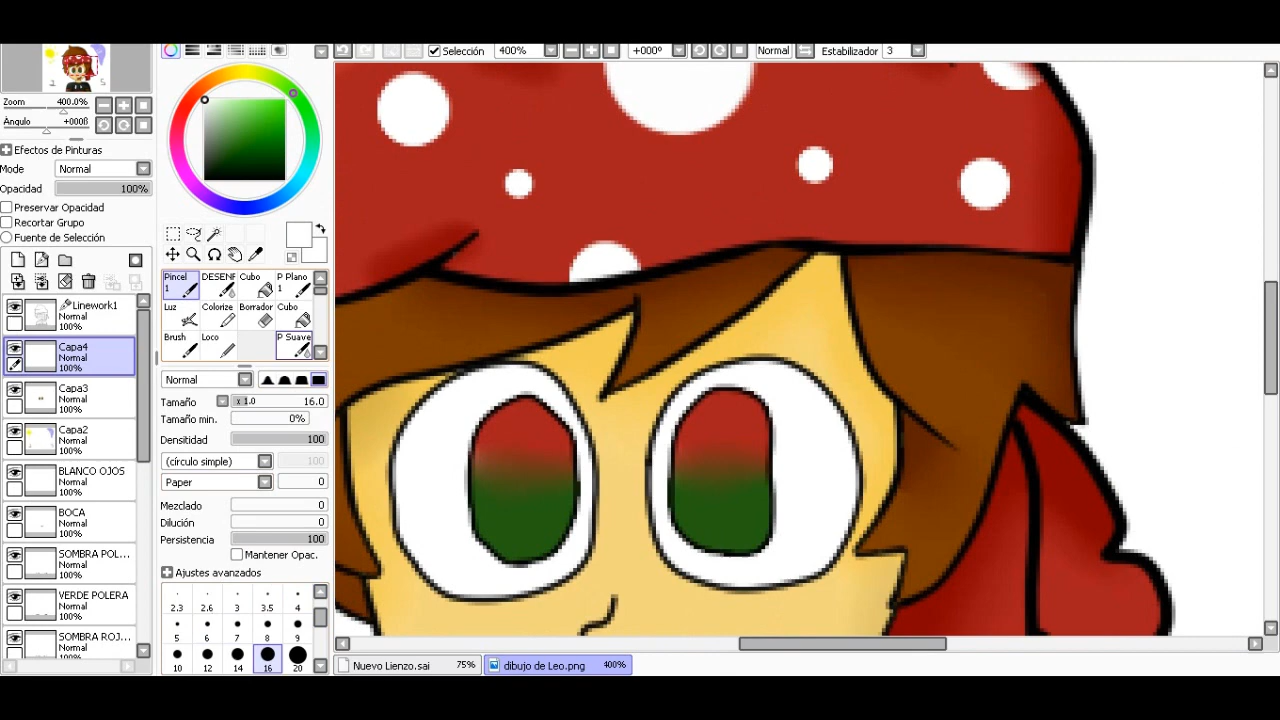 Selección 400% +000º Normal Estabilizador 3
Zoom 400.0%
Ángulo +000ß
Efectos de Pinturas
Mode Normal
Opacidad 100%
Preservar Opacidad
Recortar Grupo
Fuente de Selección
Linework1
Normal
100%
Capa4
Normal
100%
Capa3
Normal
100%
Capa2
Normal
100%
BLANCO OJOS
Normal
100%
BOCA
Normal
100%
SOMBRA POL...
Normal
100%
VERDE POLERA
Normal
100%
SOMBRA ROJ...
Normal
Pincel DESENF Cubo P Plano
1 1
Luz Colorize Borrador Cubo
Brush Loco P Suave
Normal
Tamaño x 1.0 16.0
Tamaño min. 0%
Densitidad 100
(círculo simple) 100
Paper 0
Mezclado 0
Dilución 0
Persistencia 100
Mantener Opac.
Ajustes avanzados
2.3 2.6 3 3.5 4
5 6 7 8 9
10 12 14 16 20
Nuevo Lienzo.sai 75% dibujo de Leo.png 400%